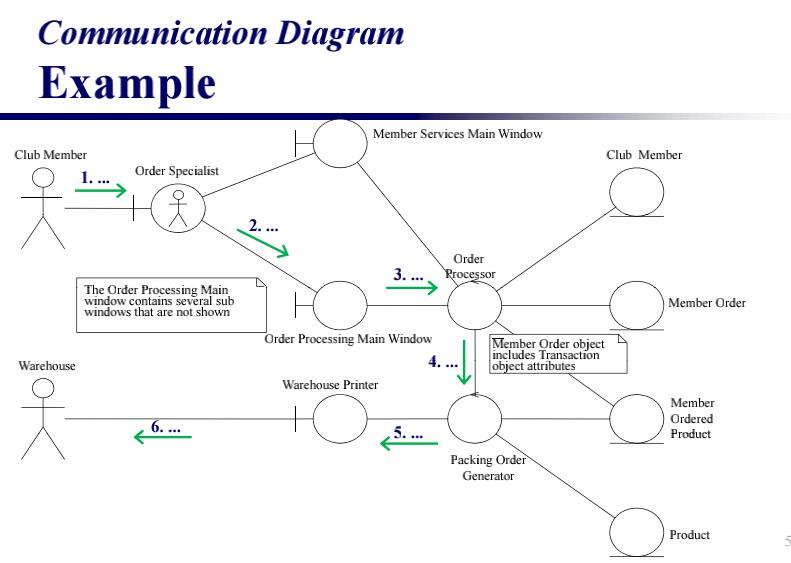 Communication Diagram
Example
Member Services Main Window
Club Member
Club Member
Order Specialist
1. ...
2. ...
Order
Processor
3. ...
The Order Processing Main
window contains several sub
windows that are not shown
Member Order
Order Processing Main Window
Member Order object
includes Transaction
object attributes
4. ...
Warehouse
Warehouse Printer
Member
Ordered
Product
6. ...
5. ...
Packing Order
Generator
Product
5